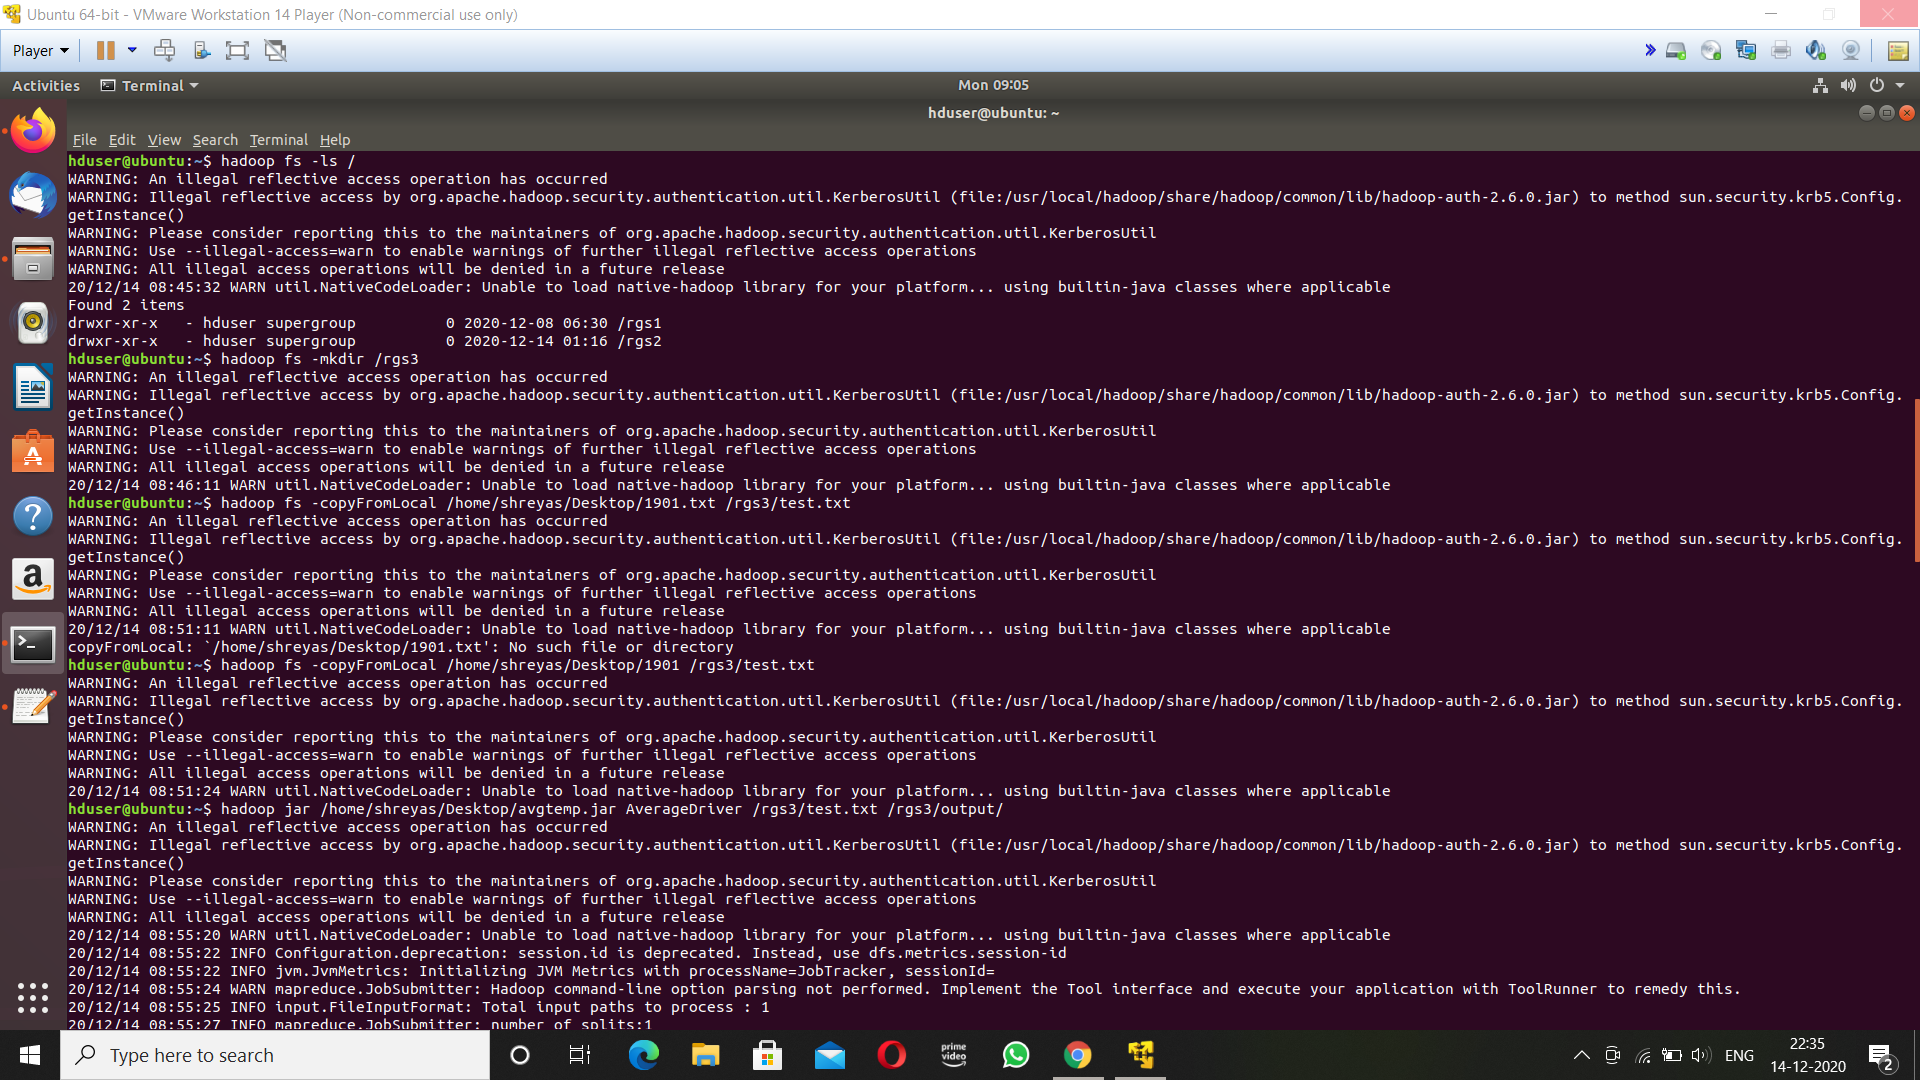 Ubuntu 64-bit - VMware Workstation 14 Player (Non-commercial use only)
Player
Activities Terminal Mon 09:05
hduser@ubuntu: ~
File Edit View Search Terminal Help
hduser@ubuntu:~$ hadoop fs -ls /
WARNING: An illegal reflective access operation has occurred
WARNING: Illegal reflective access by org.apache.hadoop.security.authentication.util.KerberosUtil (file:/usr/local/hadoop/share/hadoop/common/lib/hadoop-auth-2.6.0.jar) to method sun.security.krb5.Config.
getInstance()
WARNING: Please consider reporting this to the maintainers of org.apache.hadoop.security.authentication.util.KerberosUtil
WARNING: Use --illegal-access=warn to enable warnings of further illegal reflective access operations
WARNING: All illegal access operations will be denied in a future release
20/12/14 08:45:32 WARN util.NativeCodeLoader: Unable to load native-hadoop library for your platform... using builtin-java classes where applicable
Found 2 items
drwxr-xr-x   - hduser supergroup          0 2020-12-08 06:30 /rgs1
drwxr-xr-x   - hduser supergroup          0 2020-12-14 01:16 /rgs2
hduser@ubuntu:~$ hadoop fs -mkdir /rgs3
WARNING: An illegal reflective access operation has occurred
WARNING: Illegal reflective access by org.apache.hadoop.security.authentication.util.KerberosUtil (file:/usr/local/hadoop/share/hadoop/common/lib/hadoop-auth-2.6.0.jar) to method sun.security.krb5.Config.
getInstance()
WARNING: Please consider reporting this to the maintainers of org.apache.hadoop.security.authentication.util.KerberosUtil
WARNING: Use --illegal-access=warn to enable warnings of further illegal reflective access operations
WARNING: All illegal access operations will be denied in a future release
20/12/14 08:46:11 WARN util.NativeCodeLoader: Unable to load native-hadoop library for your platform... using builtin-java classes where applicable
hduser@ubuntu:~$ hadoop fs -copyFromLocal /home/shreyas/Desktop/1901.txt /rgs3/test.txt
WARNING: An illegal reflective access operation has occurred
WARNING: Illegal reflective access by org.apache.hadoop.security.authentication.util.KerberosUtil (file:/usr/local/hadoop/share/hadoop/common/lib/hadoop-auth-2.6.0.jar) to method sun.security.krb5.Config.
getInstance()
WARNING: Please consider reporting this to the maintainers of org.apache.hadoop.security.authentication.util.KerberosUtil
WARNING: Use --illegal-access=warn to enable warnings of further illegal reflective access operations
WARNING: All illegal access operations will be denied in a future release
20/12/14 08:51:11 WARN util.NativeCodeLoader: Unable to load native-hadoop library for your platform... using builtin-java classes where applicable
copyFromLocal: `/home/shreyas/Desktop/1901.txt': No such file or directory
hduser@ubuntu:~$ hadoop fs -copyFromLocal /home/shreyas/Desktop/1901 /rgs3/test.txt
WARNING: An illegal reflective access operation has occurred
WARNING: Illegal reflective access by org.apache.hadoop.security.authentication.util.KerberosUtil (file:/usr/local/hadoop/share/hadoop/common/lib/hadoop-auth-2.6.0.jar) to method sun.security.krb5.Config.
getInstance()
WARNING: Please consider reporting this to the maintainers of org.apache.hadoop.security.authentication.util.KerberosUtil
WARNING: Use --illegal-access=warn to enable warnings of further illegal reflective access operations
WARNING: All illegal access operations will be denied in a future release
20/12/14 08:51:24 WARN util.NativeCodeLoader: Unable to load native-hadoop library for your platform... using builtin-java classes where applicable
hduser@ubuntu:~$ hadoop jar /home/shreyas/Desktop/avgtemp.jar AverageDriver /rgs3/test.txt /rgs3/output/
WARNING: An illegal reflective access operation has occurred
WARNING: Illegal reflective access by org.apache.hadoop.security.authentication.util.KerberosUtil (file:/usr/local/hadoop/share/hadoop/common/lib/hadoop-auth-2.6.0.jar) to method sun.security.krb5.Config.
getInstance()
WARNING: Please consider reporting this to the maintainers of org.apache.hadoop.security.authentication.util.KerberosUtil
WARNING: Use --illegal-access=warn to enable warnings of further illegal reflective access operations
WARNING: All illegal access operations will be denied in a future release
20/12/14 08:55:20 WARN util.NativeCodeLoader: Unable to load native-hadoop library for your platform... using builtin-java classes where applicable
20/12/14 08:55:22 INFO Configuration.deprecation: session.id is deprecated. Instead, use dfs.metrics.session-id
20/12/14 08:55:22 INFO jvm.JvmMetrics: Initializing JVM Metrics with processName=JobTracker, sessionId=
20/12/14 08:55:24 WARN mapreduce.JobSubmitter: Hadoop command-line option parsing not performed. Implement the Tool interface and execute your application with ToolRunner to remedy this.
20/12/14 08:55:25 INFO input.FileInputFormat: Total input paths to process : 1
20/12/14 08:55:27 INFO mapreduce.JobSubmitter: number of splits:1
Type here to search
prime video
ENG
22:35
14-12-2020
2